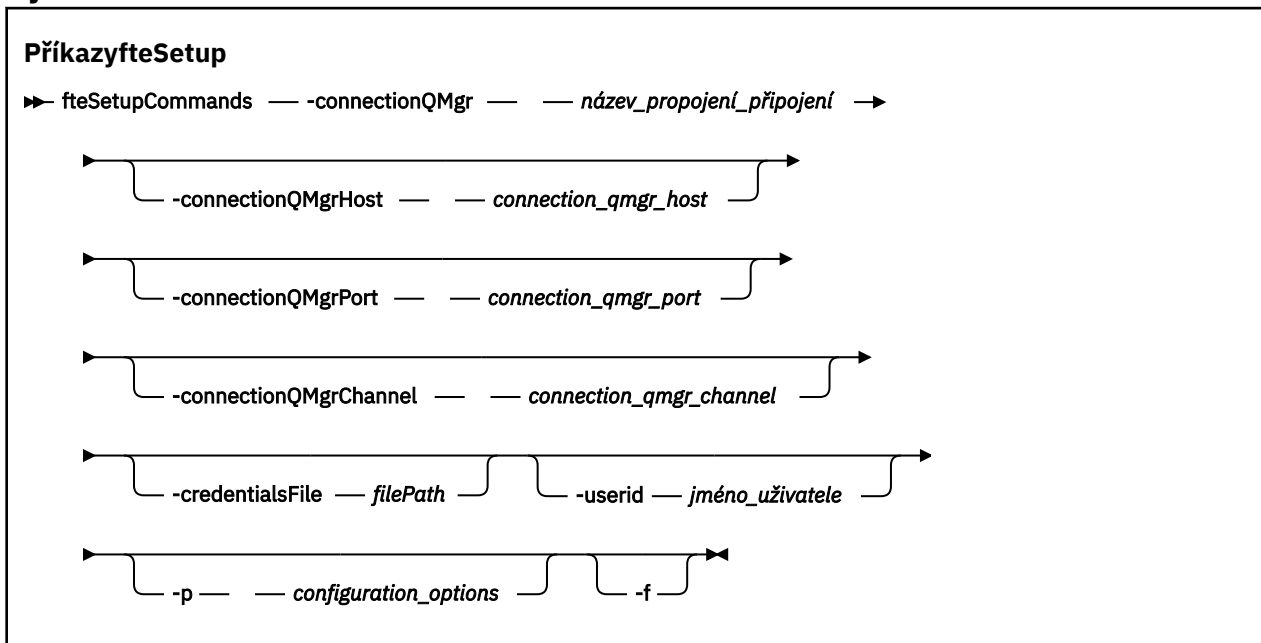 PříkazyfteSetup
fteSetupCommands -connectionQMgr název_propojení_připojení
-connectionQMgrHost connection_qmgr_host
-connectionQMgrPort connection_qmgr_port
-connectionQMgrChannel connection_qmgr_channel
-credentialsFile filePath -userid jméno_uživatele
-p configuration_options -f